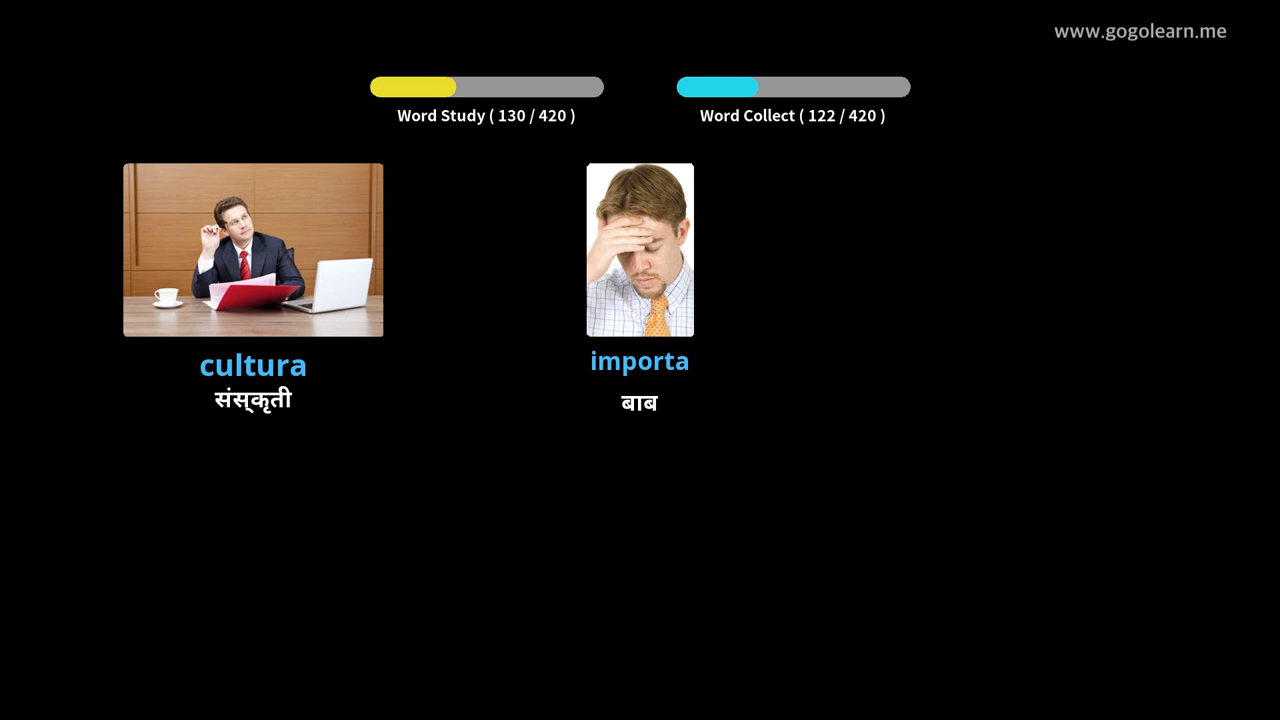 www.gogolearn.me
Word Study ( 130 / 420 )
Word Collect ( 122 / 420 )
cultura
संस्कृती
importa
बाब